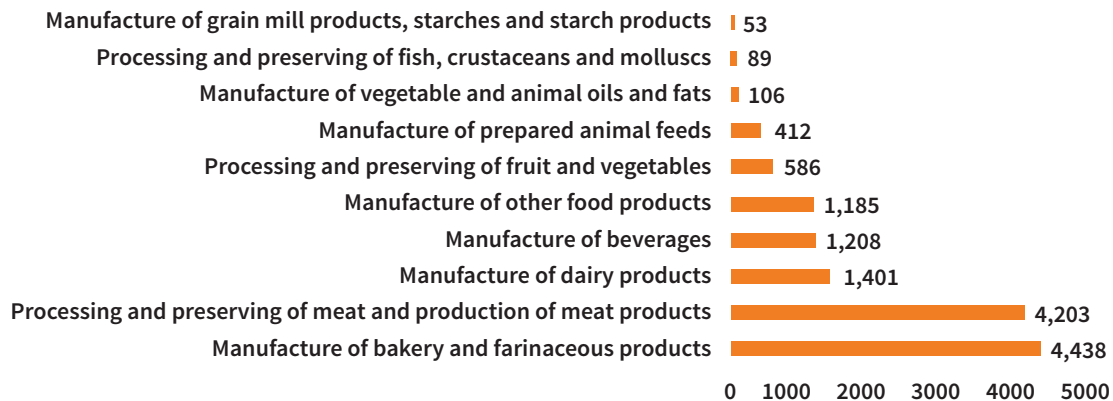 Manufacture of grain mill products, starches and starch products 53
Processing and preserving of fish, crustaceans and molluscs 89
Manufacture of vegetable and animal oils and fats 106
Manufacture of prepared animal feeds 412
Processing and preserving of fruit and vegetables 586
Manufacture of other food products 1,185
Manufacture of beverages 1,208
Manufacture of dairy products 1,401
Processing and preserving of meat and production of meat products 4,203
Manufacture of bakery and farinaceous products 4,438
0 1000 2000 3000 4000 5000